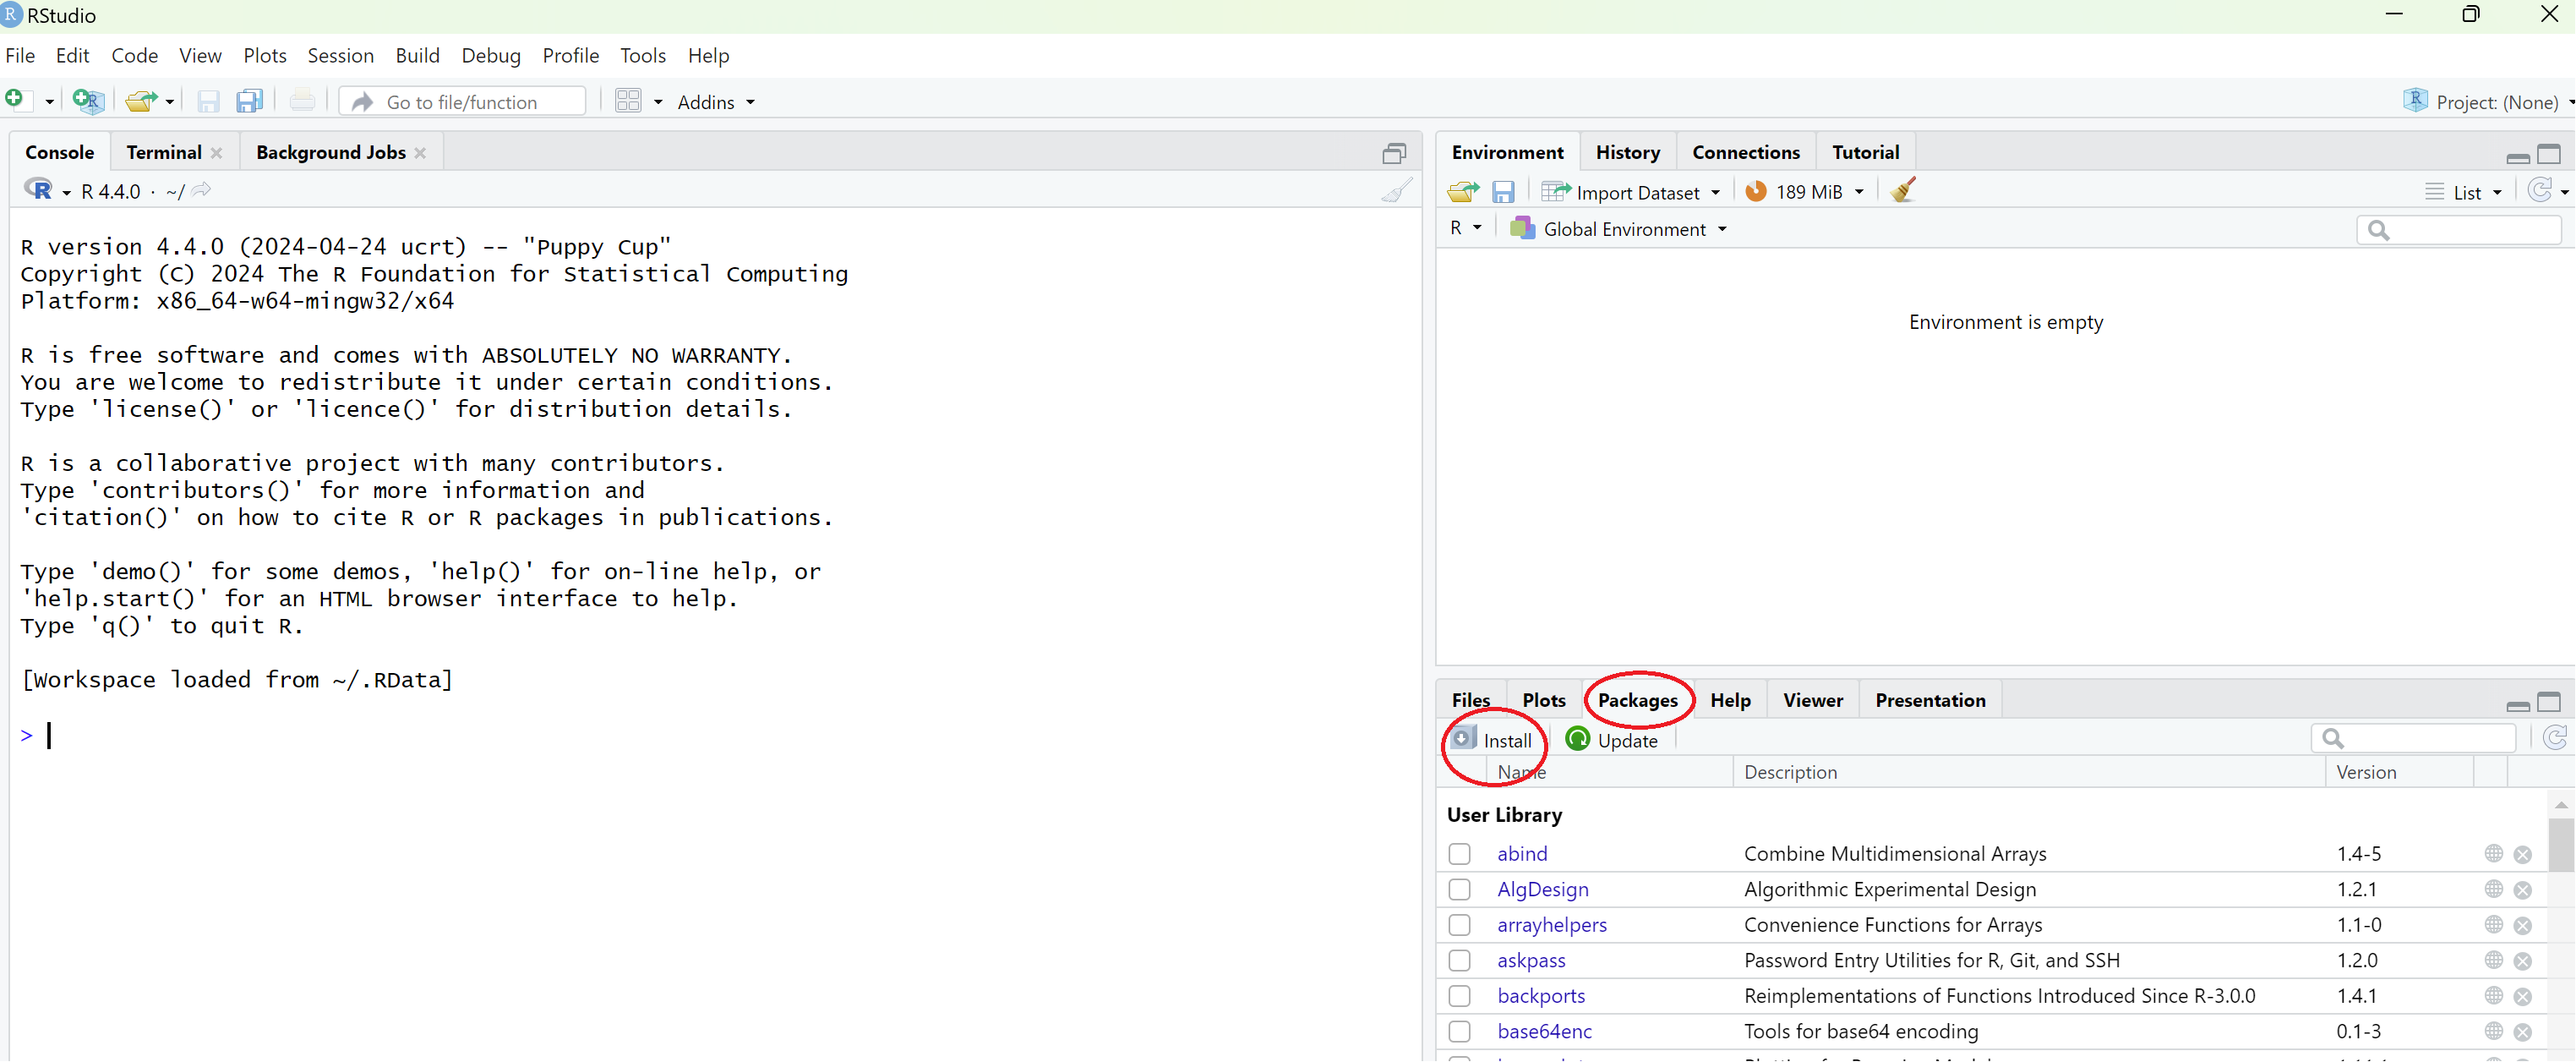 RStudio
File Edit Code View Plots Session Build Debug Profile Tools Help
Go to file/function Addins Project: (None)
Console Terminal Background Jobs
R 4.4.0 · ~/
R version 4.4.0 (2024-04-24 ucrt) -- "Puppy Cup"
Copyright (C) 2024 The R Foundation for Statistical Computing
Platform: x86_64-w64-mingw32/x64
R is free software and comes with ABSOLUTELY NO WARRANTY.
You are welcome to redistribute it under certain conditions.
Type 'license()' or 'licence()' for distribution details.
R is a collaborative project with many contributors.
Type 'contributors()' for more information and
'citation()' on how to cite R or R packages in publications.
Type 'demo()' for some demos, 'help()' for on-line help, or
'help.start()' for an HTML browser interface to help.
Type 'q()' to quit R.
[Workspace loaded from ~/.RData]
>
Environment History Connections Tutorial
Import Dataset 189 MiB List
R Global Environment
Environment is empty
Files Plots Packages Help Viewer Presentation
Install Update
Name Description Version
User Library
abind Combine Multidimensional Arrays 1.4-5
AlgDesign Algorithmic Experimental Design 1.2.1
arrayhelpers Convenience Functions for Arrays 1.1-0
askpass Password Entry Utilities for R, Git, and SSH 1.2.0
backports Reimplementations of Functions Introduced Since R-3.0.0 1.4.1
base64enc Tools for base64 encoding 0.1-3